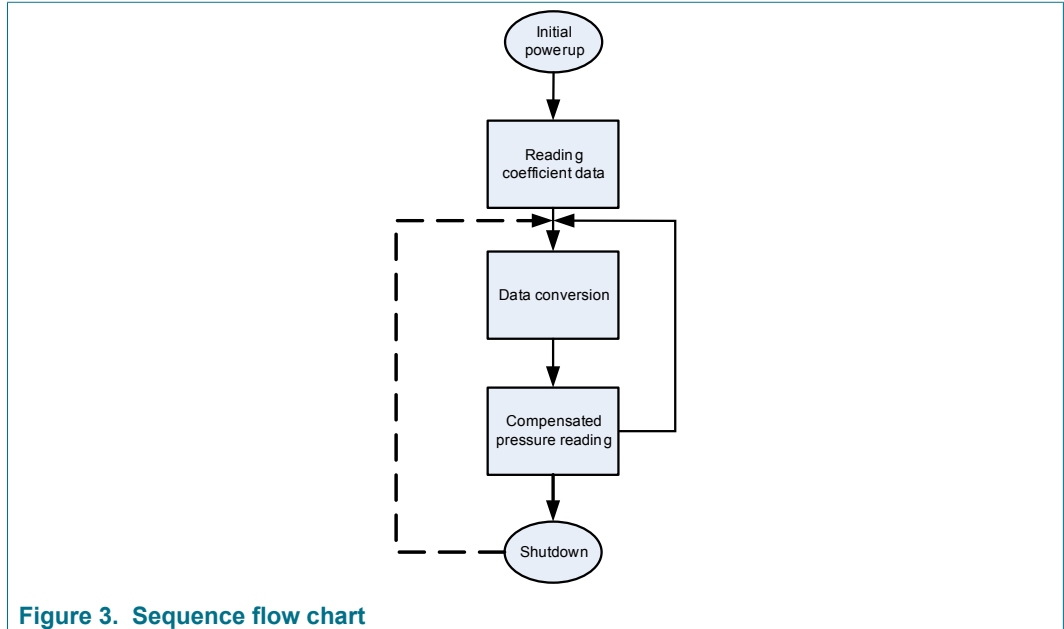 Initial
powerup
Reading
coefficient data
Data conversion
Compensated
pressure reading
Shutdown
Figure 3. Sequence flow chart